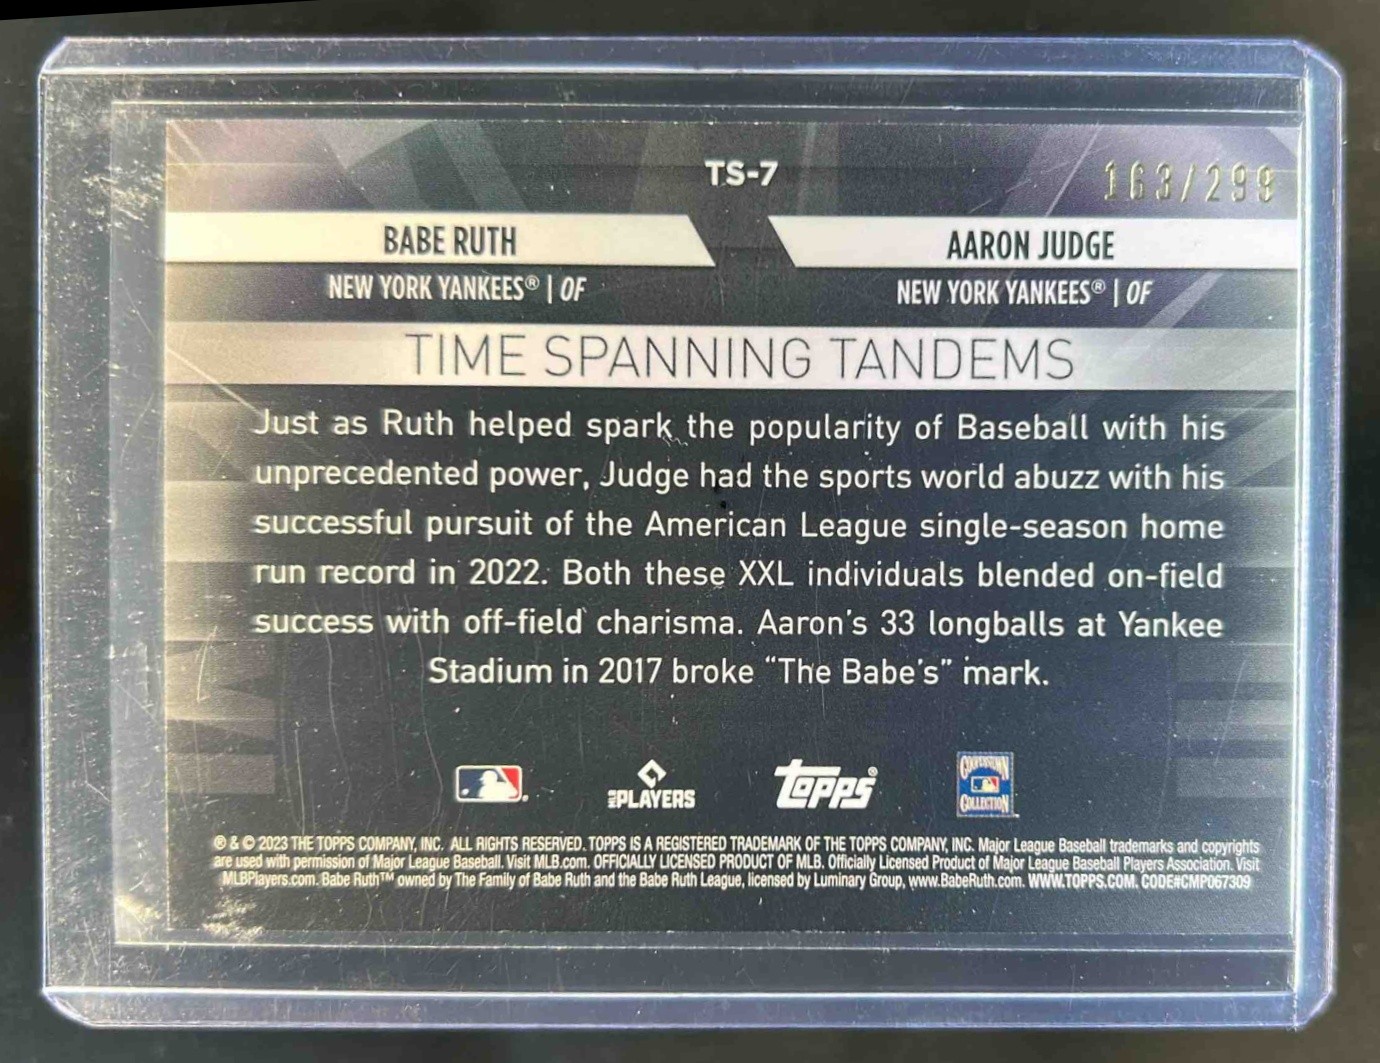 TS-7
163/299
BABE RUTH
AARON JUDGE
NEW YORK YANKEES® | OF
NEW YORK YANKEES® | OF
TIME SPANNING TANDEMS
Just as Ruth helped spark the popularity of Baseball with his
unprecedented power, Judge had the sports world abuzz with his
successful pursuit of the American League single-season home
run record in 2022. Both these XXL individuals blended on-field
success with off-field charisma. Aaron's 33 longballs at Yankee
Stadium in 2017 broke “The Babe's” mark.
MLB PLAYERS
TOPPS®
COOPERSTOWN
COLLECTION
® & © 2023 THE TOPPS COMPANY, INC. ALL RIGHTS RESERVED. TOPPS IS A REGISTERED TRADEMARK OF THE TOPPS COMPANY, INC. Major League Baseball trademarks and copyrights
are used with permission of Major League Baseball. Visit MLB.com. OFFICIALLY LICENSED PRODUCT OF MLB. Officially Licensed Product of Major League Baseball Players Association. Visit
MLBPlayers.com. Babe Ruth™ owned by The Family of Babe Ruth and the Babe Ruth League, licensed by Luminary Group, www.BabeRuth.com. WWW.TOPPS.COM. CODE#CMP067309